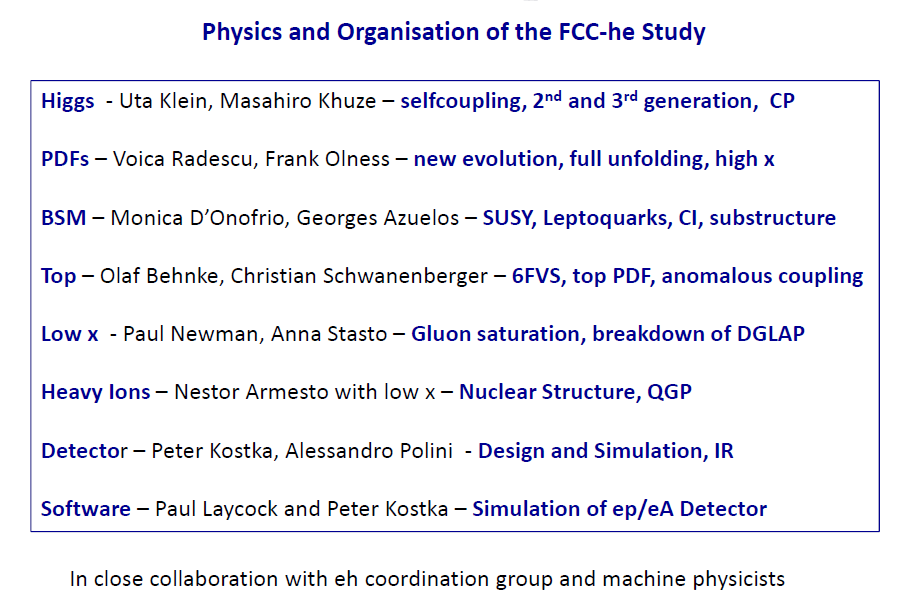 Physics and Organisation of the FCC-he Study
Higgs - Uta Klein, Masahiro Khuze – selfcoupling, 2nd and 3rd generation, CP
PDFs – Voica Radescu, Frank Olness – new evolution, full unfolding, high x
BSM – Monica D’Onofrio, Georges Azuelos – SUSY, Leptoquarks, CI, substructure
Top – Olaf Behnke, Christian Schwanenberger – 6FVS, top PDF, anomalous coupling
Low x - Paul Newman, Anna Stasto – Gluon saturation, breakdown of DGLAP
Heavy Ions – Nestor Armesto with low x – Nuclear Structure, QGP
Detector – Peter Kostka, Alessandro Polini - Design and Simulation, IR
Software – Paul Laycock and Peter Kostka – Simulation of ep/eA Detector
In close collaboration with eh coordination group and machine physicists